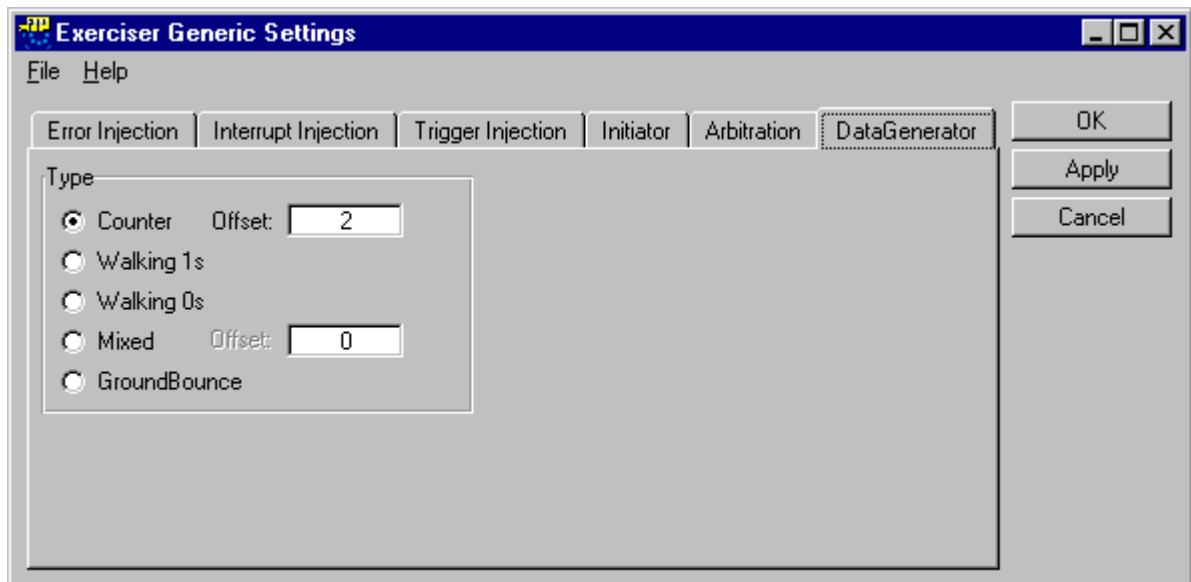 Exerciser Generic Settings
File Help
Error Injection Interrupt Injection Trigger Injection Initiator Arbitration DataGenerator
OK
Apply
Cancel
Type
Counter Offset: 2
Walking 1s
Walking 0s
Mixed Offset: 0
GroundBounce